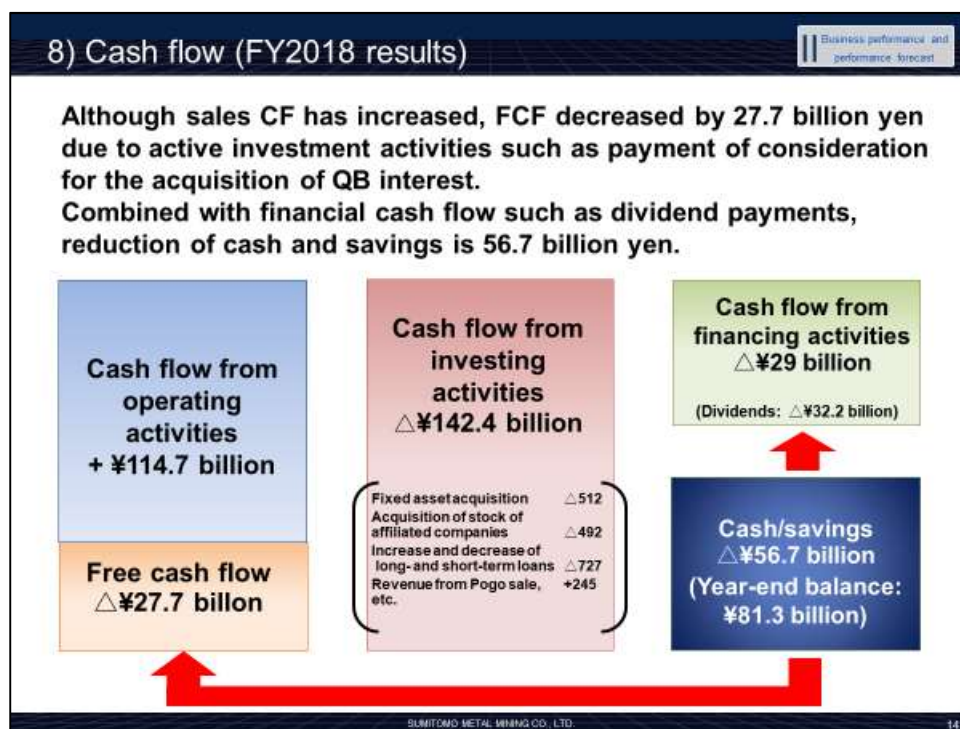 8) Cash flow (FY2018 results)
II
Business performance and
performance forecast
Although sales CF has increased, FCF decreased by 27.7 billion yen
due to active investment activities such as payment of consideration
for the acquisition of QB interest.
Combined with financial cash flow such as dividend payments,
reduction of cash and savings is 56.7 billion yen.
Cash flow from
operating
activities
+ ¥114.7 billion
Free cash flow
△¥27.7 billon
Cash flow from
investing
activities
△¥142.4 billion
Fixed asset acquisition △512
Acquisition of stock of
affiliated companies △492
Increase and decrease of
long- and short-term loans △727
Revenue from Pogo sale, +245
etc.
Cash flow from
financing activities
△¥29 billion
(Dividends: △¥32.2 billion)
Cash/savings
△¥56.7 billion
(Year-end balance:
¥81.3 billion)
SUMITOMO METAL MINING CO., LTD.
14